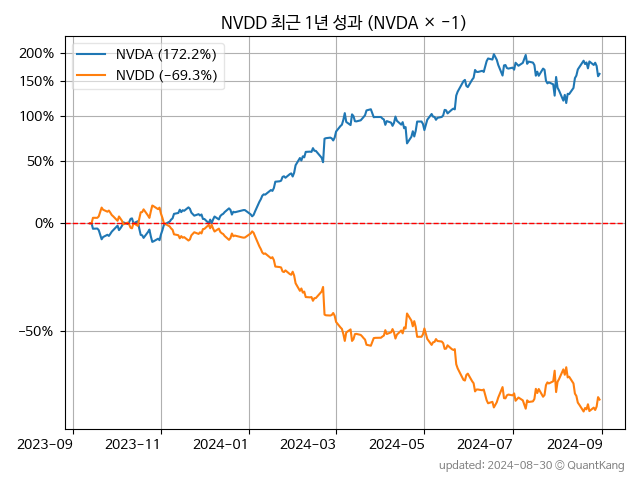 NVDD 최근 1년 성과 (NVDA × −1)
NVDA (172.2%)
NVDD (−69.3%)
200%
150%
100%
50%
0%
−50%
2023−09 2023−11 2024−01 2024−03 2024−05 2024−07 2024−09
updated: 2024−08−30 © QuantKang